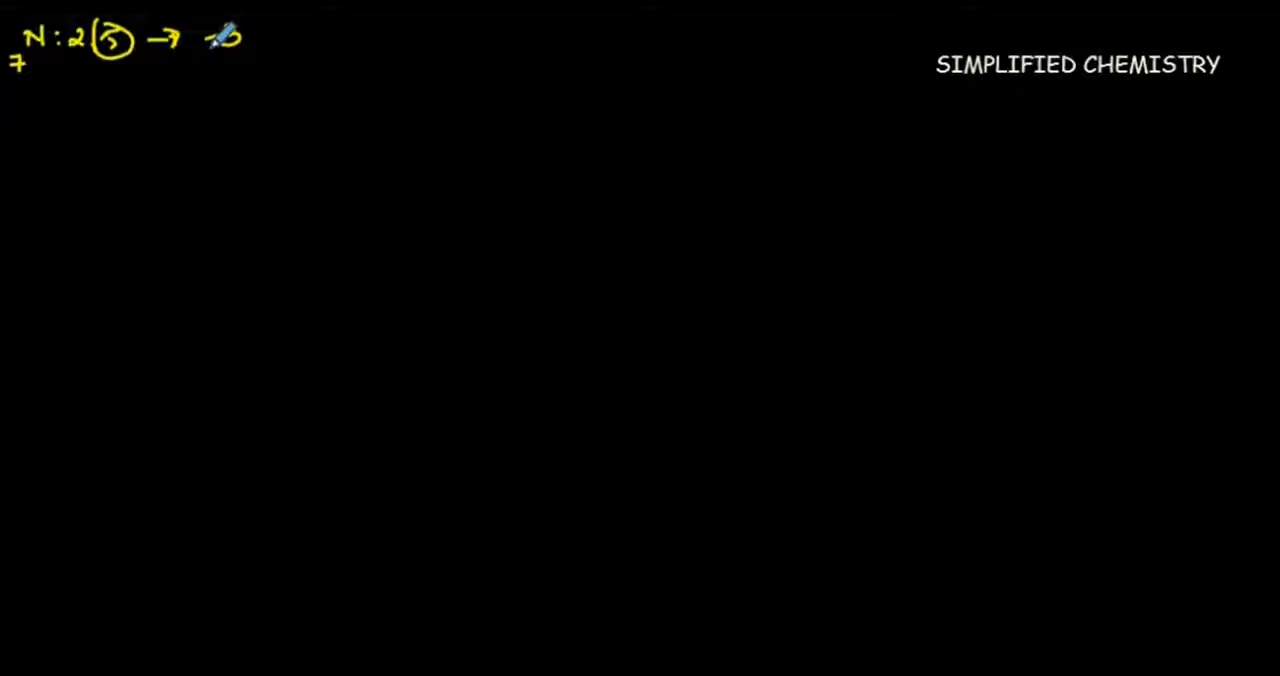 ₇N : 2(5) →
SIMPLIFIED CHEMISTRY